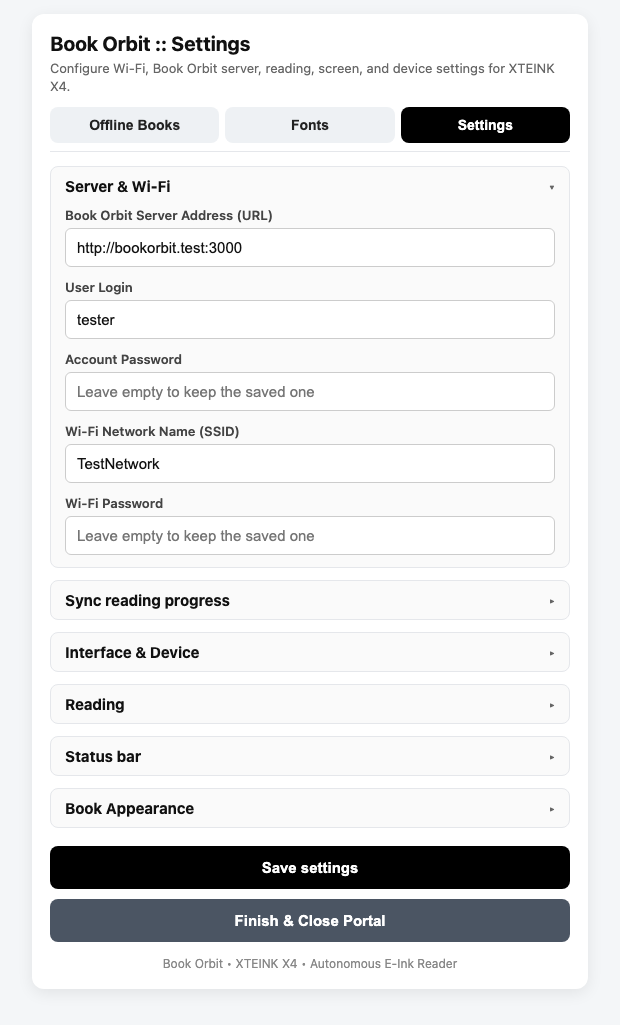 Book Orbit :: Settings
Configure Wi-Fi, Book Orbit server, reading, screen, and device settings for XTEINK
X4.
Offline Books
Fonts
Settings
Server & Wi-Fi
Book Orbit Server Address (URL)
http://bookorbit.test:3000
User Login
tester
Account Password
Leave empty to keep the saved one
Wi-Fi Network Name (SSID)
TestNetwork
Wi-Fi Password
Leave empty to keep the saved one
Sync reading progress
Interface & Device
Reading
Status bar
Book Appearance
Save settings
Finish & Close Portal
Book Orbit • XTEINK X4 • Autonomous E-Ink Reader